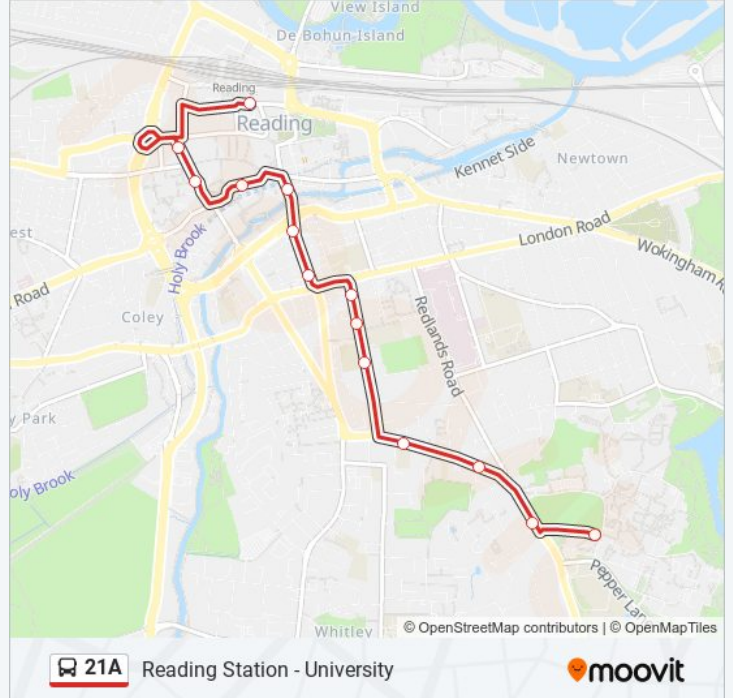 View Island
De Bohun Island
Reading
Reading
Kennet Side
Newtown
London Road
Wokingham
Holy Brook
est
Road
Coley
Redlands Road
y Park
oly Brook
Pepper Lan
Whitley
© OpenStreetMap contributors | © OpenMapTiles
21A Reading Station - University
moovit